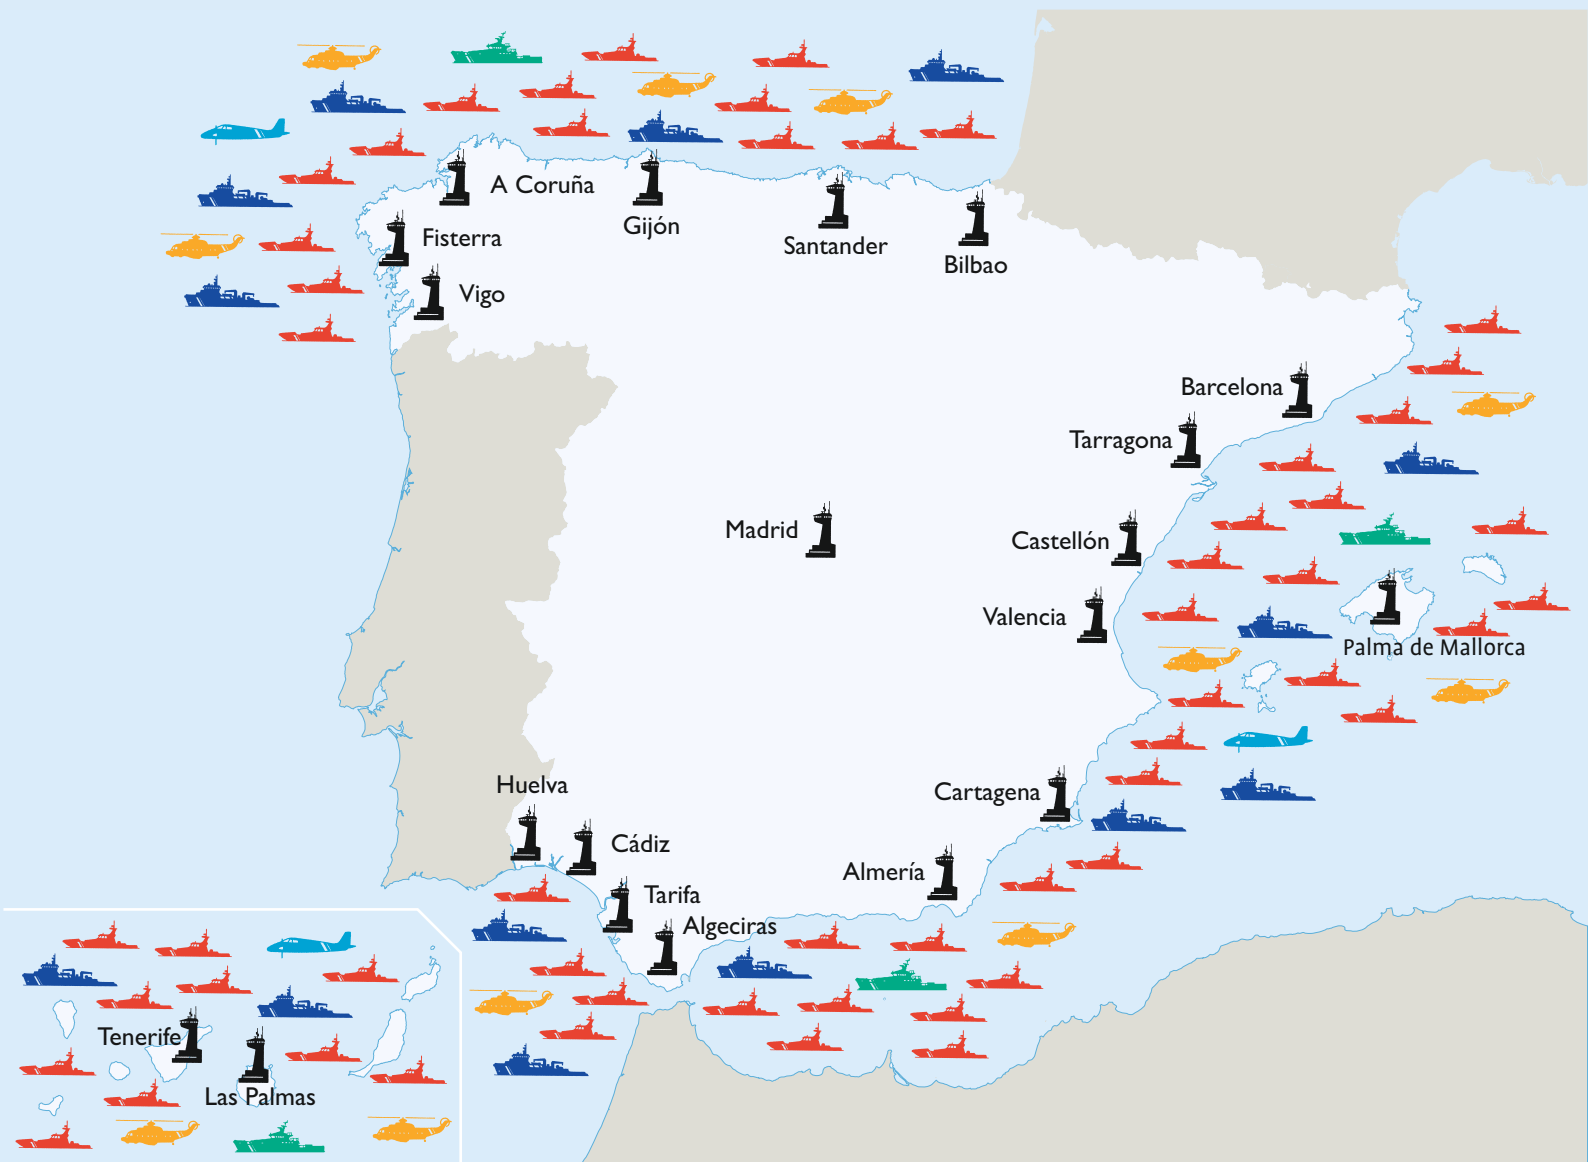 A Coruña
Gijón
Santander
Bilbao
Fisterra
Vigo
Barcelona
Tarragona
Madrid
Castellón
Valencia
Palma de Mallorca
Huelva
Cartagena
Cádiz
Almería
Tarifa
Algeciras
Tenerife
Las Palmas